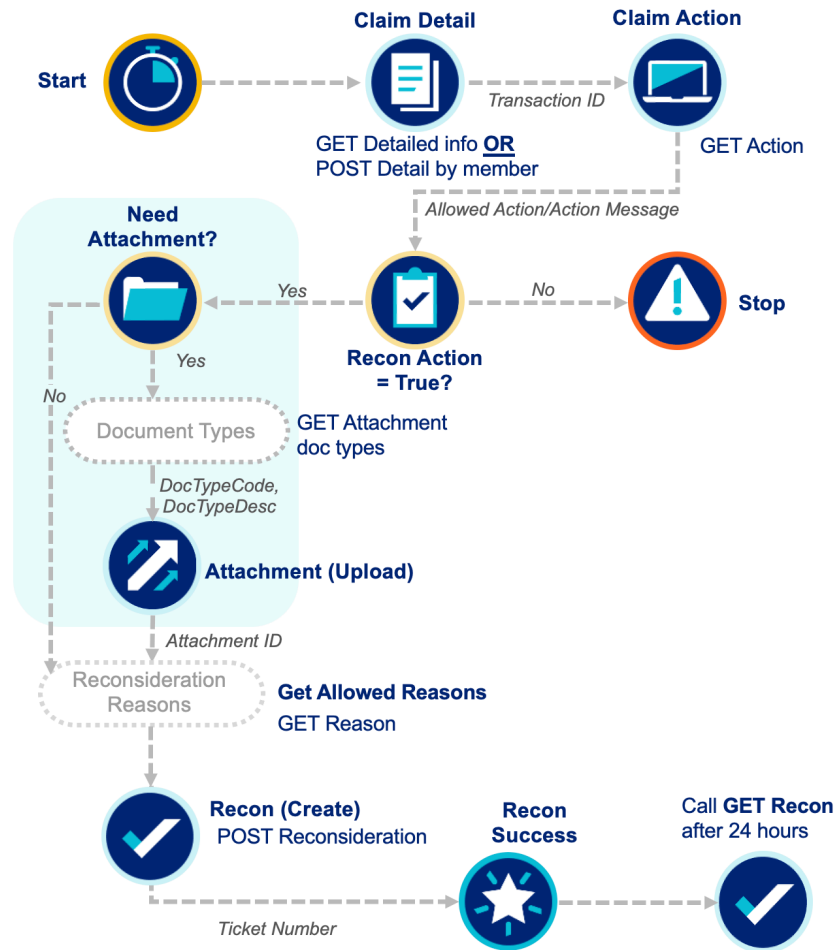 Claim Detail
Claim Action
Start
Transaction ID
GET Detailed info OR
POST Detail by member
GET Action
Allowed Action/Action Message
Need
Attachment?
Yes
No
Stop
Recon Action
= True?
Yes
No
Document Types
GET Attachment
doc types
DocTypeCode,
DocTypeDesc
Attachment (Upload)
Attachment ID
Reconsideration
Reasons
Get Allowed Reasons
GET Reason
Recon (Create)
POST Reconsideration
Recon
Success
Call GET Recon
after 24 hours
Ticket Number